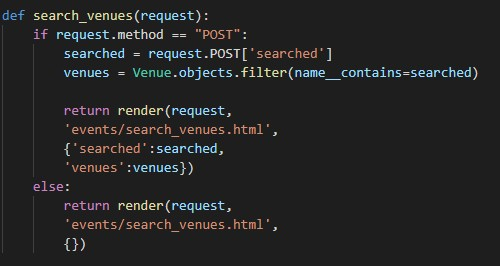 def search_venues(request):
    if request.method == "POST":
        searched = request.POST['searched']
        venues = Venue.objects.filter(name__contains=searched)

        return render(request,
        'events/search_venues.html',
        {'searched':searched,
        'venues':venues})
    else:
        return render(request,
        'events/search_venues.html',
        {})